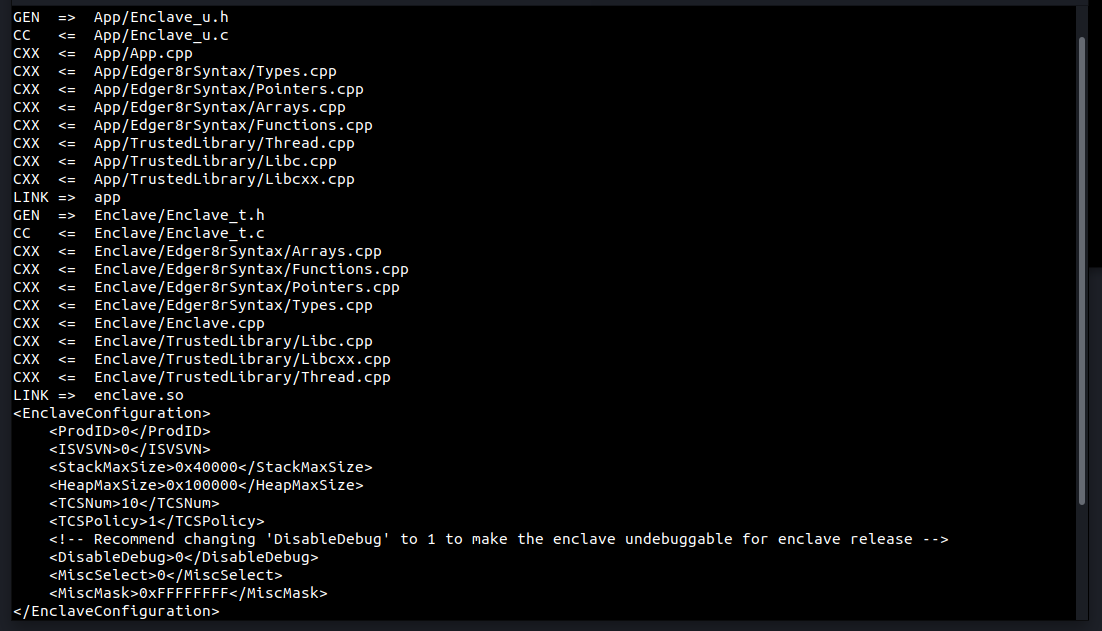 GEN  =>  App/Enclave_u.h
CC   <=  App/Enclave_u.c
CXX  <=  App/App.cpp
CXX  <=  App/Edger8rSyntax/Types.cpp
CXX  <=  App/Edger8rSyntax/Pointers.cpp
CXX  <=  App/Edger8rSyntax/Arrays.cpp
CXX  <=  App/Edger8rSyntax/Functions.cpp
CXX  <=  App/TrustedLibrary/Thread.cpp
CXX  <=  App/TrustedLibrary/Libc.cpp
CXX  <=  App/TrustedLibrary/Libcxx.cpp
LINK =>  app
GEN  =>  Enclave/Enclave_t.h
CC   <=  Enclave/Enclave_t.c
CXX  <=  Enclave/Edger8rSyntax/Arrays.cpp
CXX  <=  Enclave/Edger8rSyntax/Functions.cpp
CXX  <=  Enclave/Edger8rSyntax/Pointers.cpp
CXX  <=  Enclave/Edger8rSyntax/Types.cpp
CXX  <=  Enclave/Enclave.cpp
CXX  <=  Enclave/TrustedLibrary/Libc.cpp
CXX  <=  Enclave/TrustedLibrary/Libcxx.cpp
CXX  <=  Enclave/TrustedLibrary/Thread.cpp
LINK =>  enclave.so
<EnclaveConfiguration>
    <ProdID>0</ProdID>
    <ISVSVN>0</ISVSVN>
    <StackMaxSize>0x40000</StackMaxSize>
    <HeapMaxSize>0x100000</HeapMaxSize>
    <TCSNum>10</TCSNum>
    <TCSPolicy>1</TCSPolicy>
    <!-- Recommend changing 'DisableDebug' to 1 to make the enclave undebuggable for enclave release -->
    <DisableDebug>0</DisableDebug>
    <MiscSelect>0</MiscSelect>
    <MiscMask>0xFFFFFFFF</MiscMask>
</EnclaveConfiguration>